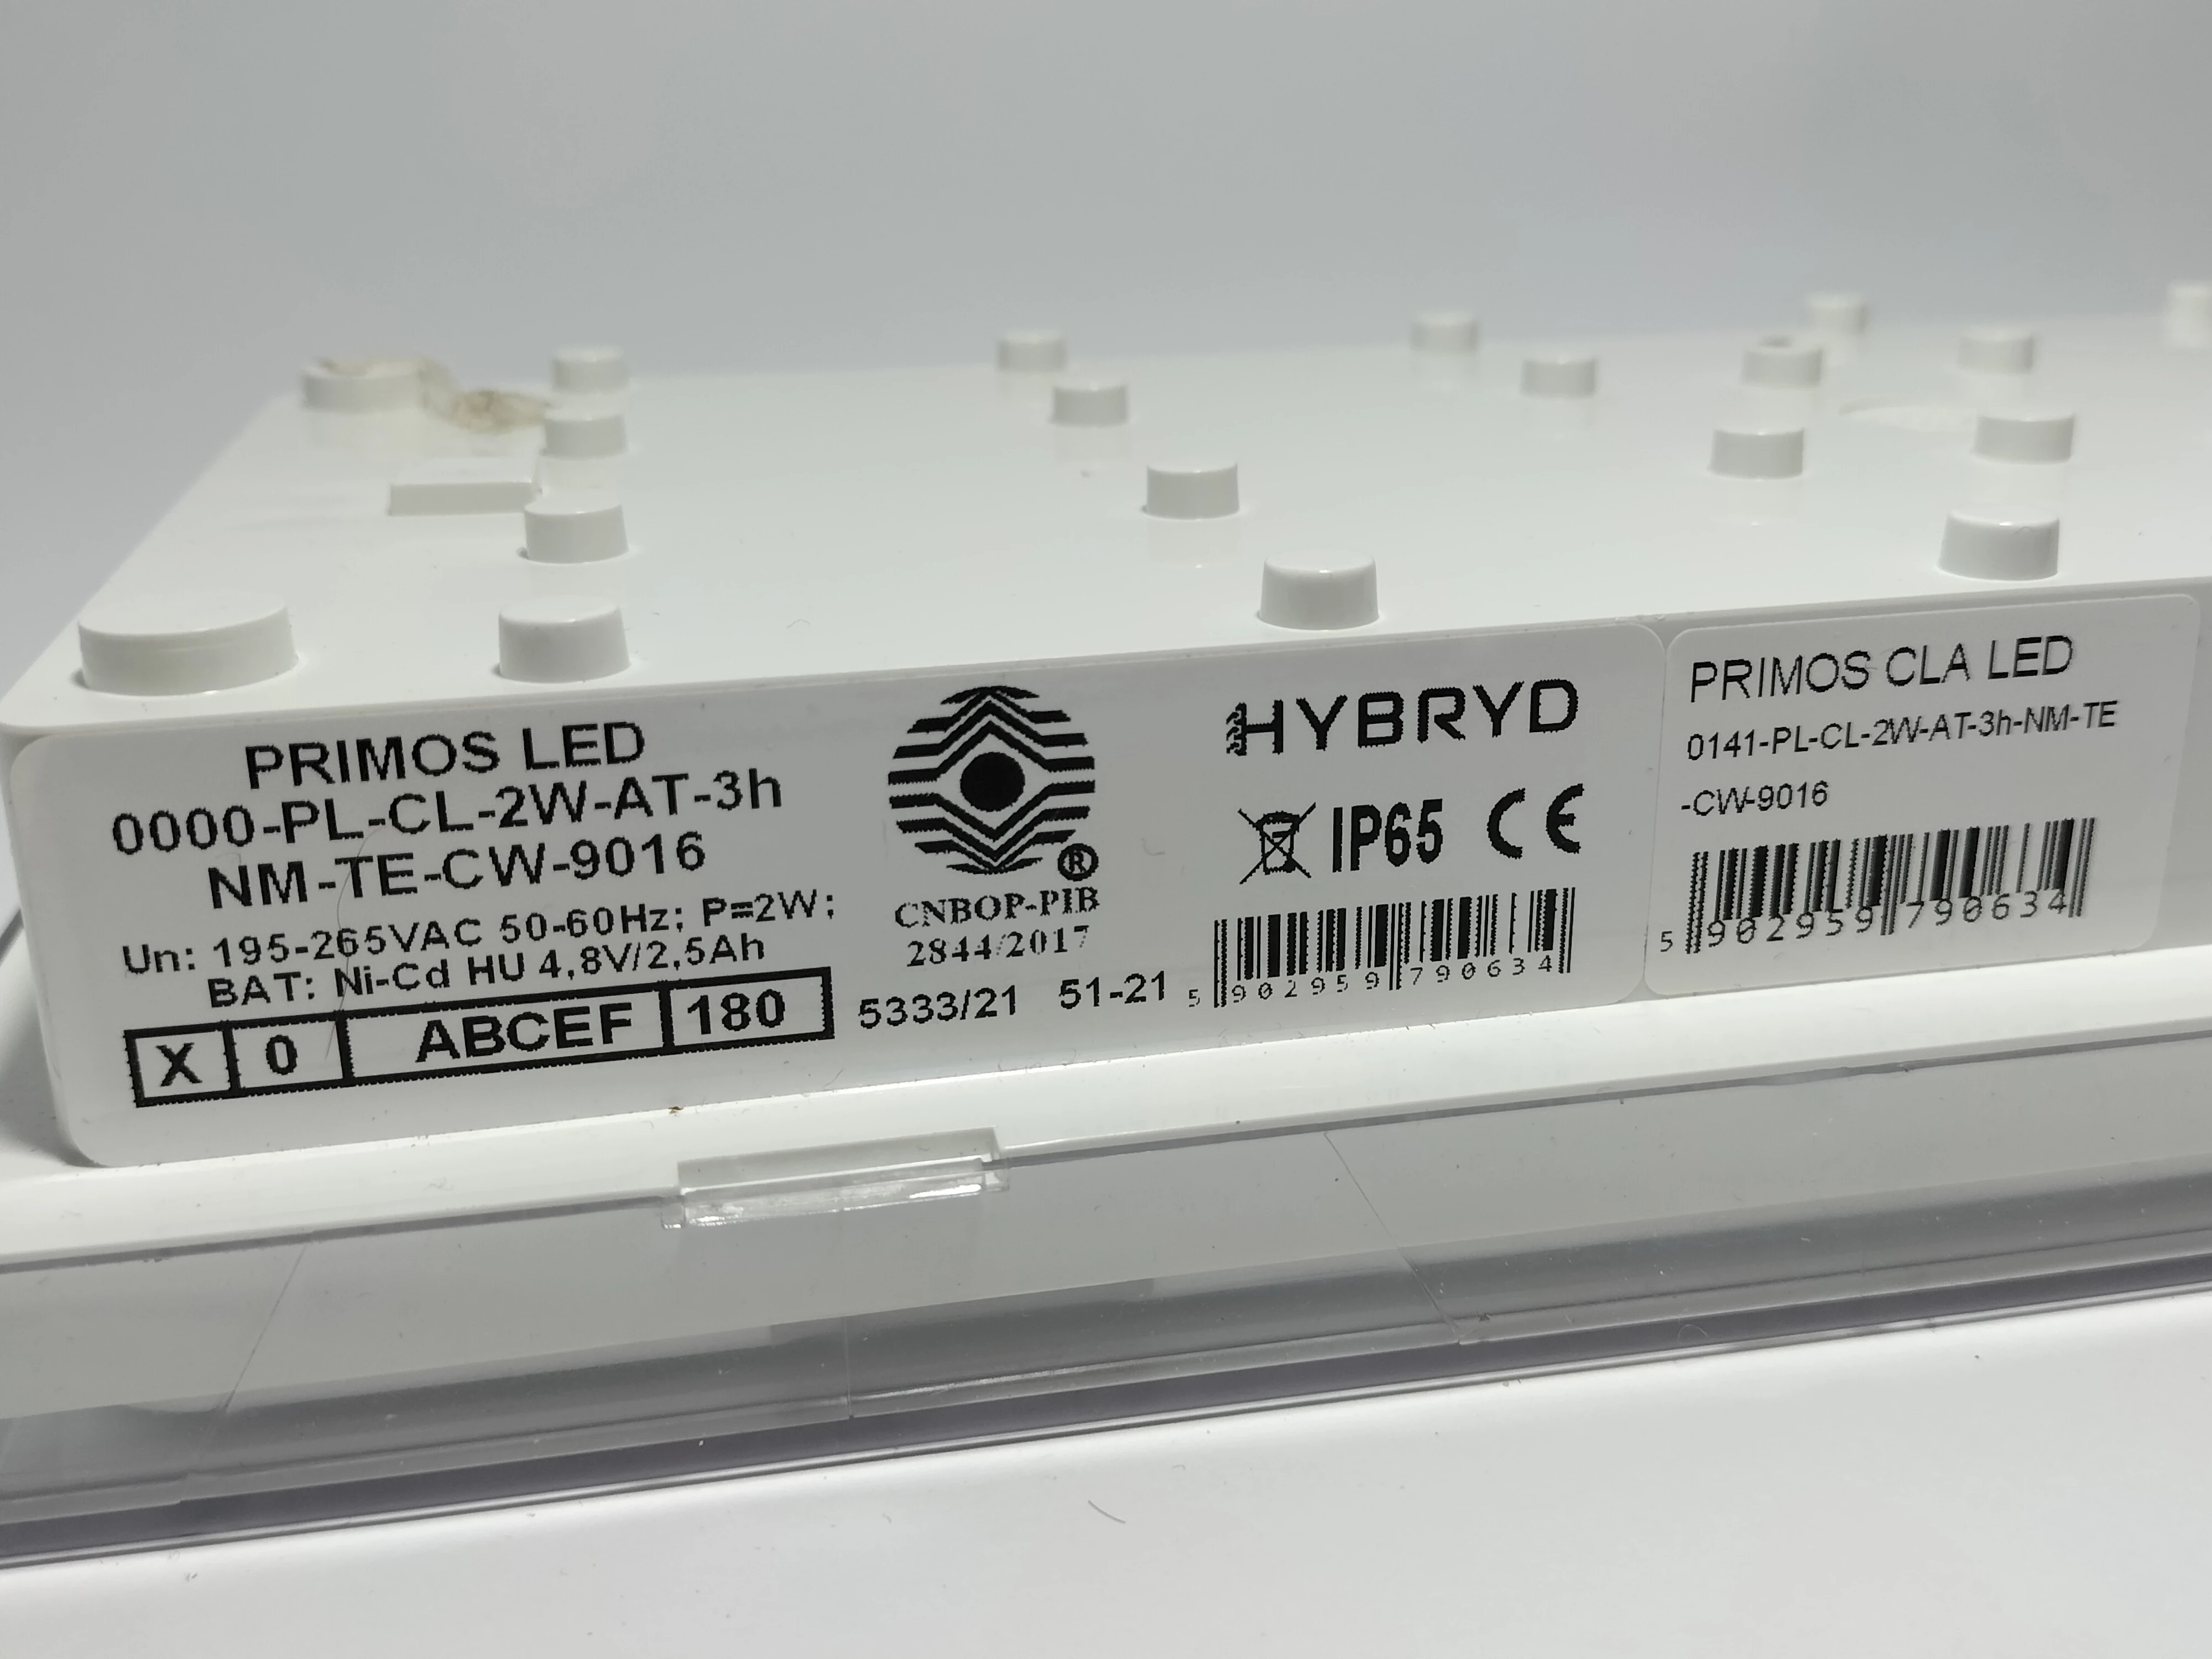 PRIMOS LED
0000-PL-CL-2W-AT-3h
NM-TE-CW-9016
Un: 195-265VAC 50-60Hz; P=2W;
BAT: Ni-Cd HU 4,8V/2,5Ah
X 0 ABCEF 180
®
CNBOP-PIB
2844/2017
5333/21 51-21
HYBRYD
IP65 CE
5 902959 790634
PRIMOS CLA LED
0141-PL-CL-2W-AT-3h-NM-TE
-CW-9016
5 902959 790634